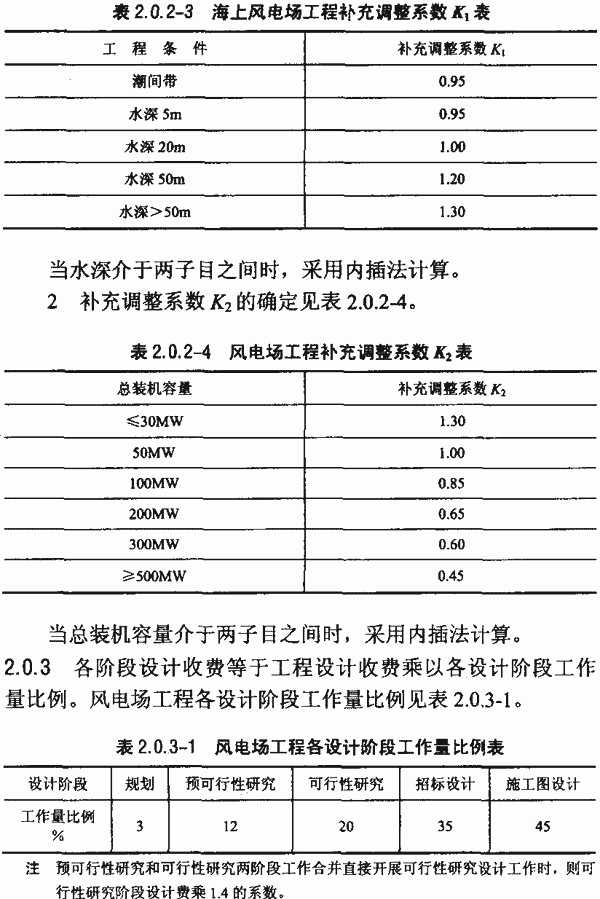 表 2.0.2-3 海上风电场工程补充调整系数 K1 表
工 程 条 件 补充调整系数 K1
潮间带 0.95
水深 5m 0.95
水深 20m 1.00
水深 50m 1.20
水深＞50m 1.30
当水深介于两子目之间时，采用内插法计算。
2 补充调整系数 K2 的确定见表 2.0.2-4。
表 2.0.2-4 风电场工程补充调整系数 K2 表
总装机容量 补充调整系数 K2
≤30MW 1.30
50MW 1.00
100MW 0.85
200MW 0.65
300MW 0.60
≥500MW 0.45
当总装机容量介于两子目之间时，采用内插法计算。
2.0.3 各阶段设计收费等于工程设计收费乘以各设计阶段工作
量比例。风电场工程各设计阶段工作量比例见表 2.0.3-1。
表 2.0.3-1 风电场工程各设计阶段工作量比例表
设计阶段 规划 预可行性研究 可行性研究 招标设计 施工图设计
工作量比例
% 3 12 20 35 45
注 预可行性研究和可行性研究两阶段工作合并直接开展可行性研究设计工作时，则可
行性研究阶段设计费乘 1.4 的系数。